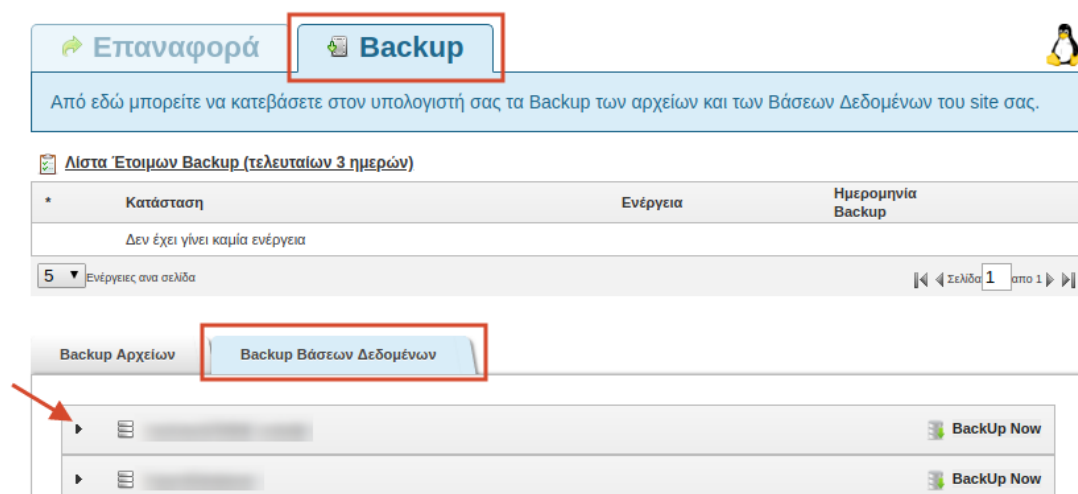 Επαναφορά
Backup
Από εδώ μπορείτε να κατεβάσετε στον υπολογιστή σας τα Backup των αρχείων και των Βάσεων Δεδομένων του site σας.
Λίστα Έτοιμων Backup (τελευταίων 3 ημερών)
* Κατάσταση Ενέργεια Ημερομηνία Backup
Δεν έχει γίνει καμία ενέργεια
5 Ενέργειες ανα σελίδα Σελίδα 1 απο 1
Backup Αρχείων Backup Βάσεων Δεδομένων
BackUp Now
BackUp Now